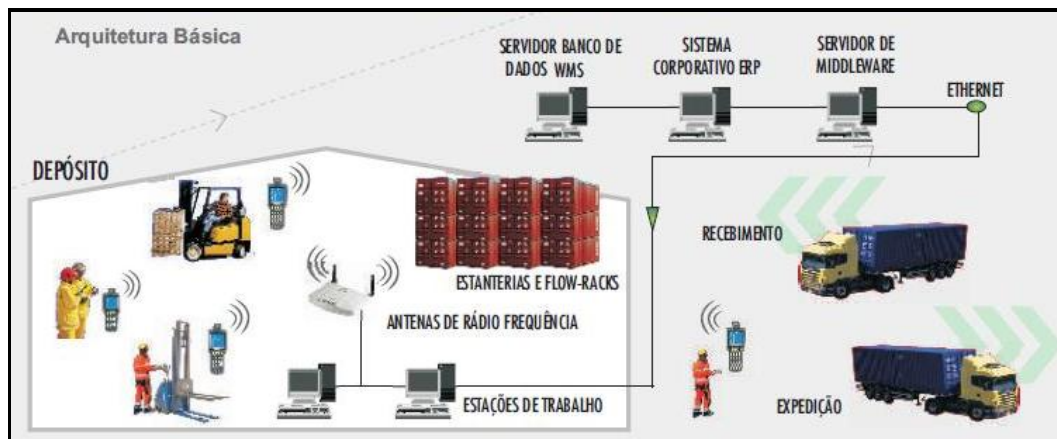 Arquitetura Básica
SERVIDOR BANCO DE
DADOS WMS
SISTEMA
CORPORATIVO ERP
SERVIDOR DE
MIDDLEWARE
ETHERNET
DEPÓSITO
ESTANTERIAS E FLOW-RACKS
ANTENAS DE RÁDIO FREQUÊNCIA
ESTAÇÕES DE TRABALHO
RECEBIMENTO
EXPEDIÇÃO